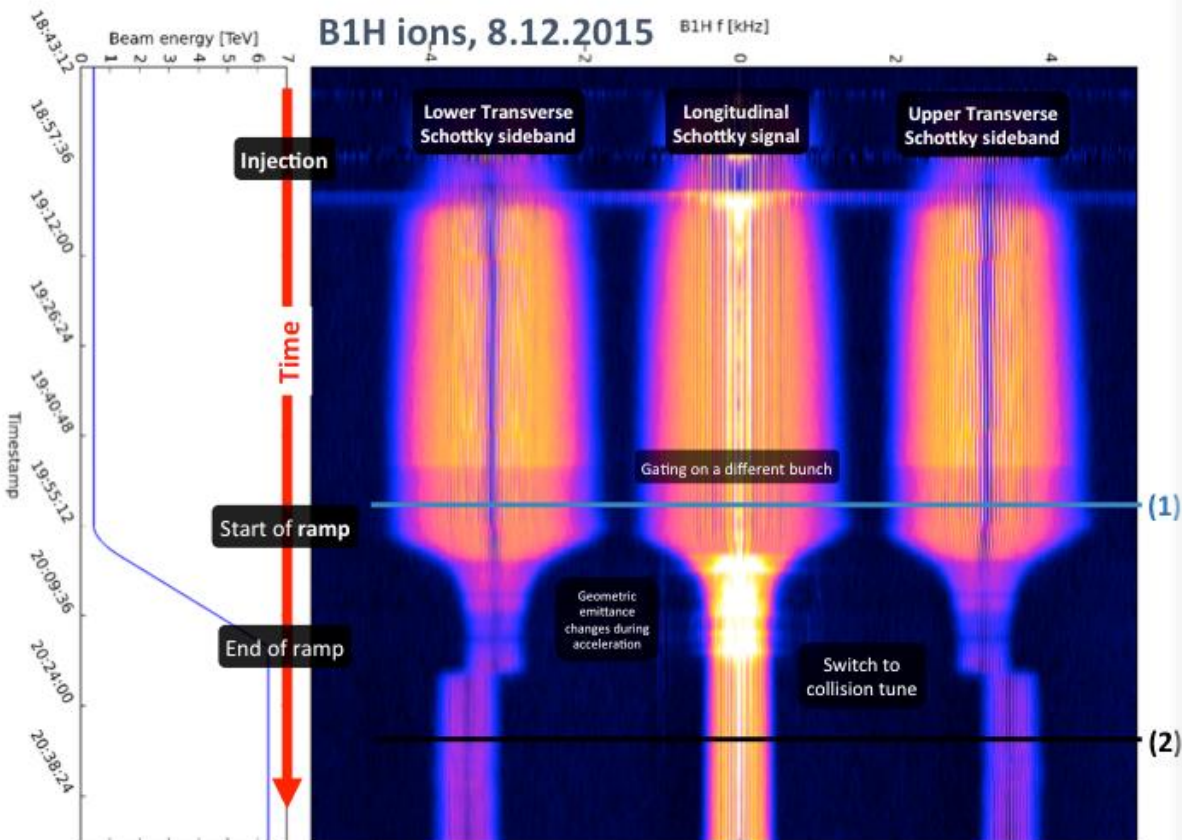 B1H ions, 8.12.2015
B1H f [kHz]
Beam energy [TeV]
0 1 2 3 4 5 6 7
4 2 0 2 4
Lower Transverse
Schottky sideband
Longitudinal
Schottky signal
Upper Transverse
Schottky sideband
18:43:12
18:57:36
19:12:00
19:26:24
19:40:48
19:55:12
20:09:36
20:24:00
20:38:24
Timestamp
Injection
Time
Gating on a different bunch
(1)
Start of ramp
Geometric
emittance
changes during
acceleration
End of ramp
Switch to
collision tune
(2)